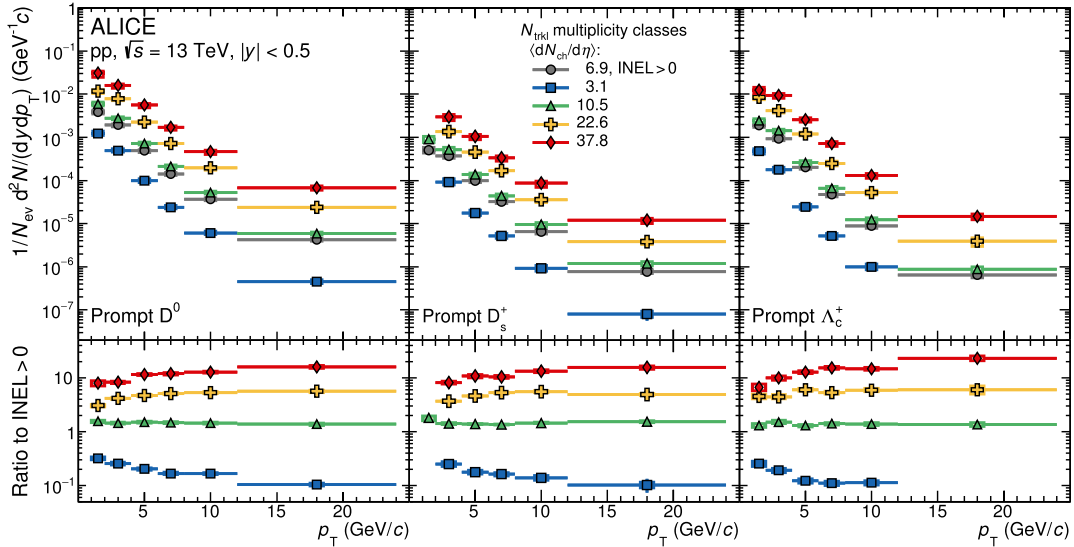 ALICE
pp, √s = 13 TeV, |y| < 0.5
N_trkl multiplicity classes
⟨dN_ch/dη⟩:
6.9, INEL > 0
3.1
10.5
22.6
37.8
1/N_ev d²N/(dydp_T) (GeV⁻¹c)
1
10⁻¹
10⁻²
10⁻³
10⁻⁴
10⁻⁵
10⁻⁶
10⁻⁷
Prompt D⁰
Prompt D_s⁺
Prompt Λ_c⁺
Ratio to INEL > 0
10
1
10⁻¹
5 10 15 20
5 10 15 20
5 10 15 20
p_T (GeV/c)
p_T (GeV/c)
p_T (GeV/c)